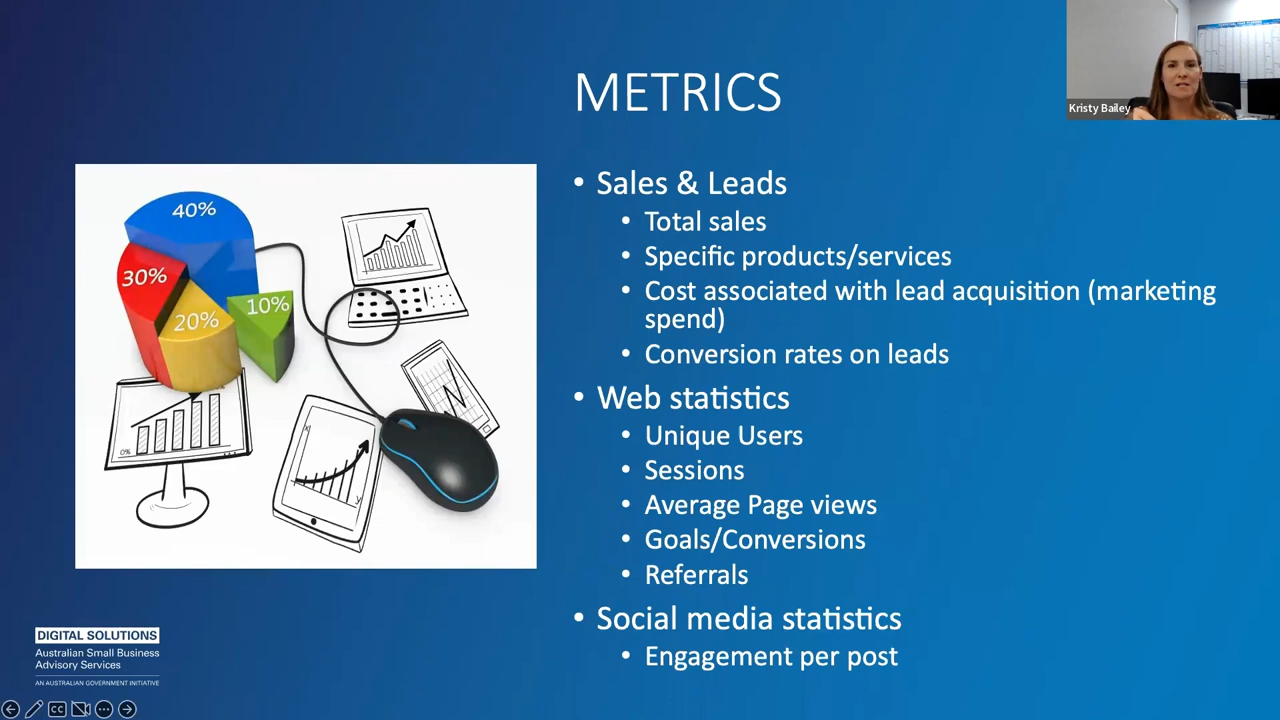 METRICS
Kristy Bailey
40%
30%
20%
10%
0%
x
y
• Sales & Leads
• Total sales
• Specific products/services
• Cost associated with lead acquisition (marketing
spend)
• Conversion rates on leads
• Web statistics
• Unique Users
• Sessions
• Average Page views
• Goals/Conversions
• Referrals
• Social media statistics
• Engagement per post
DIGITAL SOLUTIONS
Australian Small Business
Advisory Services
AN AUSTRALIAN GOVERNMENT INITIATIVE
CC